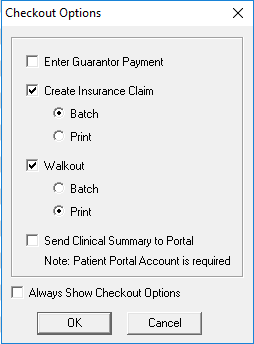 Checkout Options
Enter Guarantor Payment
Create Insurance Claim
Batch
Print
Walkout
Batch
Print
Send Clinical Summary to Portal
Note: Patient Portal Account is required
Always Show Checkout Options
OK
Cancel